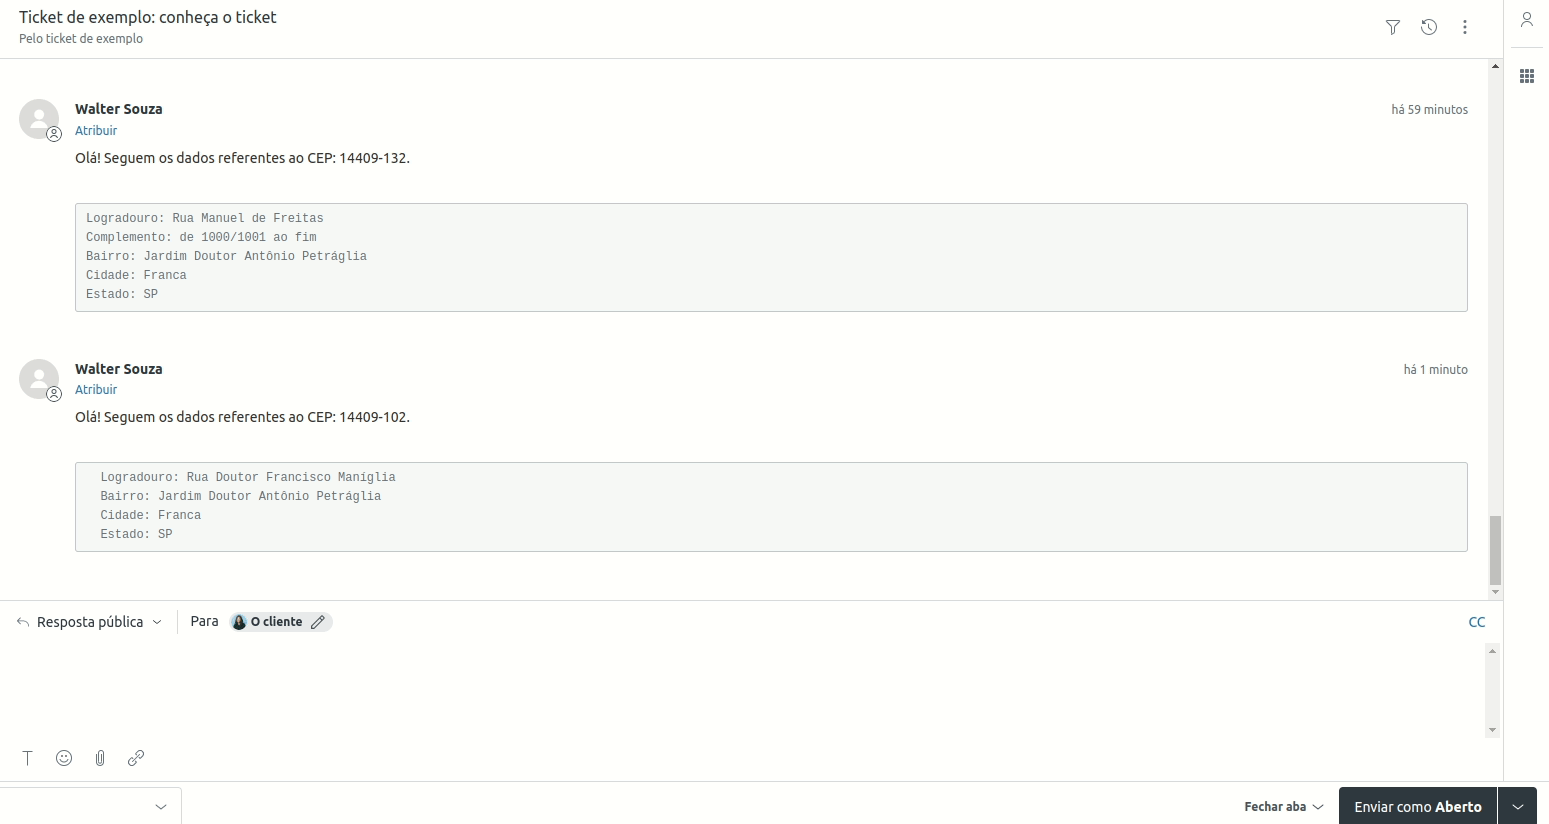 Ticket de exemplo: conheça o ticket
Pelo ticket de exemplo
Walter Souza
há 59 minutos
Atribuir
Olá! Seguem os dados referentes ao CEP: 14409-132.
Logradouro: Rua Manuel de Freitas
Complemento: de 1000/1001 ao fim
Bairro: Jardim Doutor Antônio Petráglia
Cidade: Franca
Estado: SP
Walter Souza
há 1 minuto
Atribuir
Olá! Seguem os dados referentes ao CEP: 14409-102.
Logradouro: Rua Doutor Francisco Maníglia
Bairro: Jardim Doutor Antônio Petráglia
Cidade: Franca
Estado: SP
Resposta pública
Para
O cliente
CC
Fechar aba
Enviar como Aberto